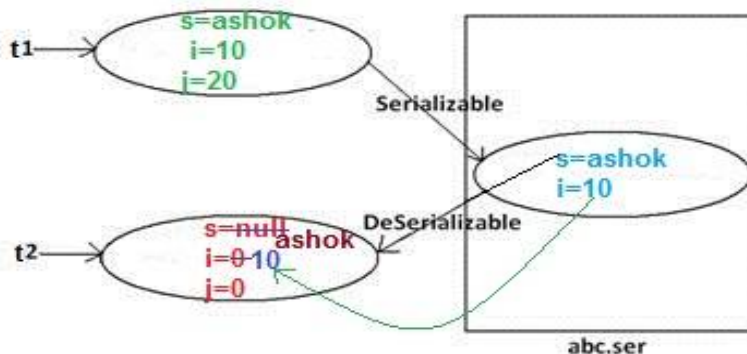 t1
s=ashok
i=10
j=20
Serializable
s=ashok
i=10
DeSerializable
t2
s=null ashok
i=0 10
j=0
abc.ser